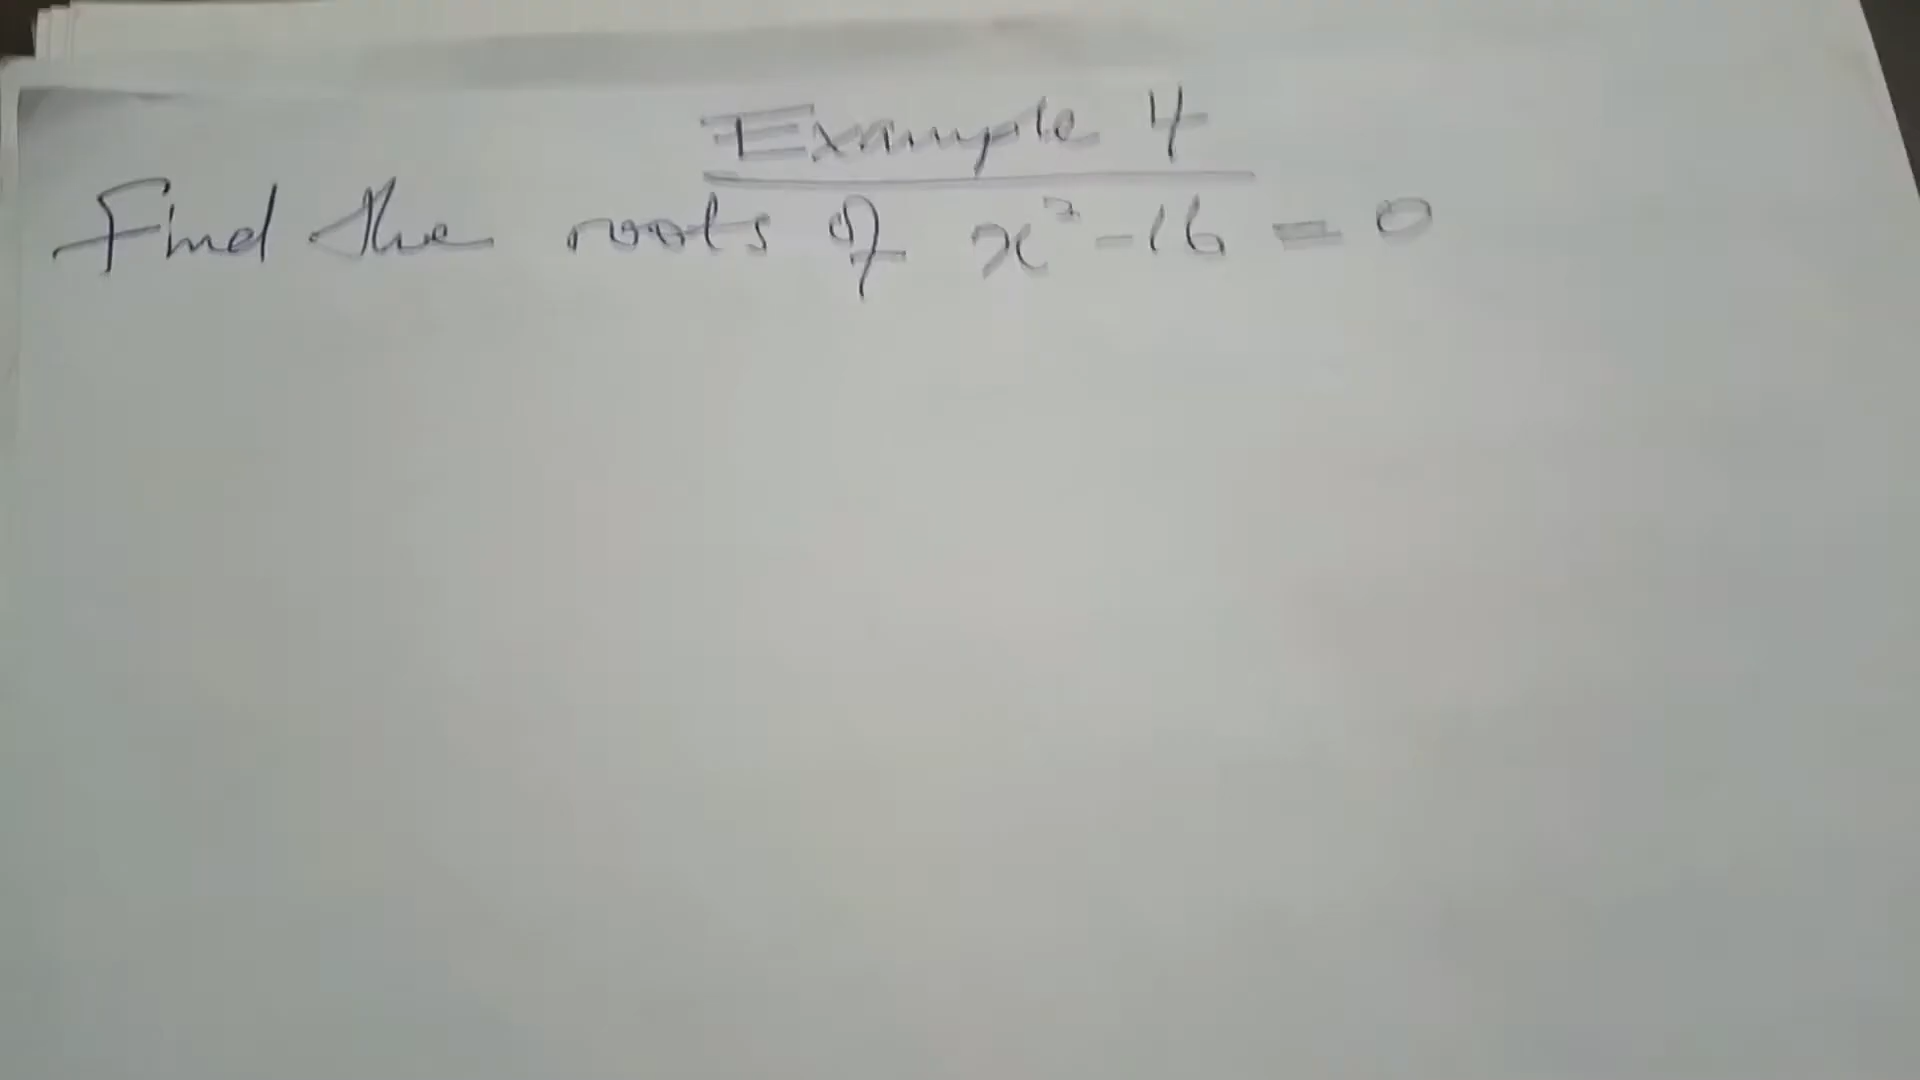 Example 4
Find the roots of x² - 16 = 0